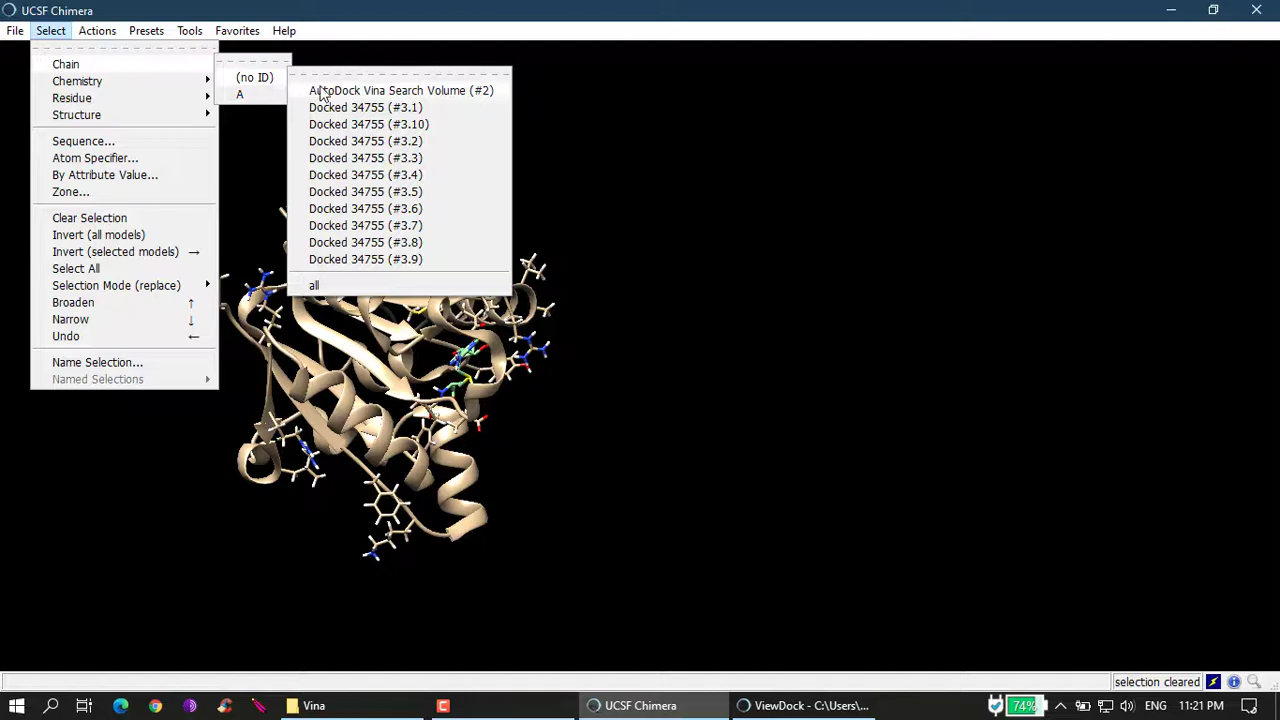 UCSF Chimera
File Select Actions Presets Tools Favorites Help
Chain
Chemistry
Residue
Structure
Sequence...
Atom Specifier...
By Attribute Value...
Zone...
Clear Selection
Invert (all models)
Invert (selected models) →
Select All
Selection Mode (replace)
Broaden ↑
Narrow ↓
Undo ←
Name Selection...
Named Selections
(no ID)
A
AutoDock Vina Search Volume (#2)
Docked 34755 (#3.1)
Docked 34755 (#3.10)
Docked 34755 (#3.2)
Docked 34755 (#3.3)
Docked 34755 (#3.4)
Docked 34755 (#3.5)
Docked 34755 (#3.6)
Docked 34755 (#3.7)
Docked 34755 (#3.8)
Docked 34755 (#3.9)
all
selection cleared
Vina
UCSF Chimera
ViewDock - C:\Users\...
74%
ENG
11:21 PM